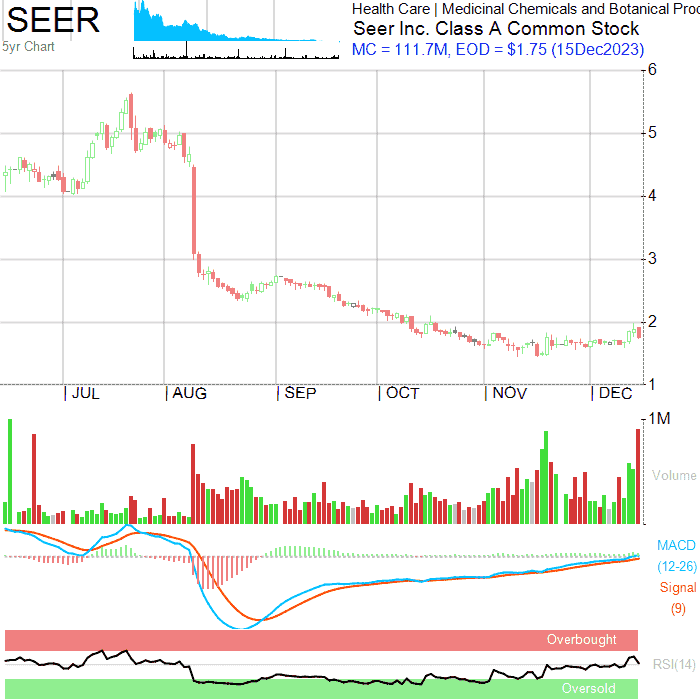 SEER
5yr Chart
Health Care | Medicinal Chemicals and Botanical Proc
Seer Inc. Class A Common Stock
MC = 111.7M, EOD = $1.75 (15Dec2023)
6
5
4
3
2
1
JUL AUG SEP OCT NOV DEC
1M
Volume
MACD
(12-26)
Signal
(9)
Overbought
RSI(14)
Oversold